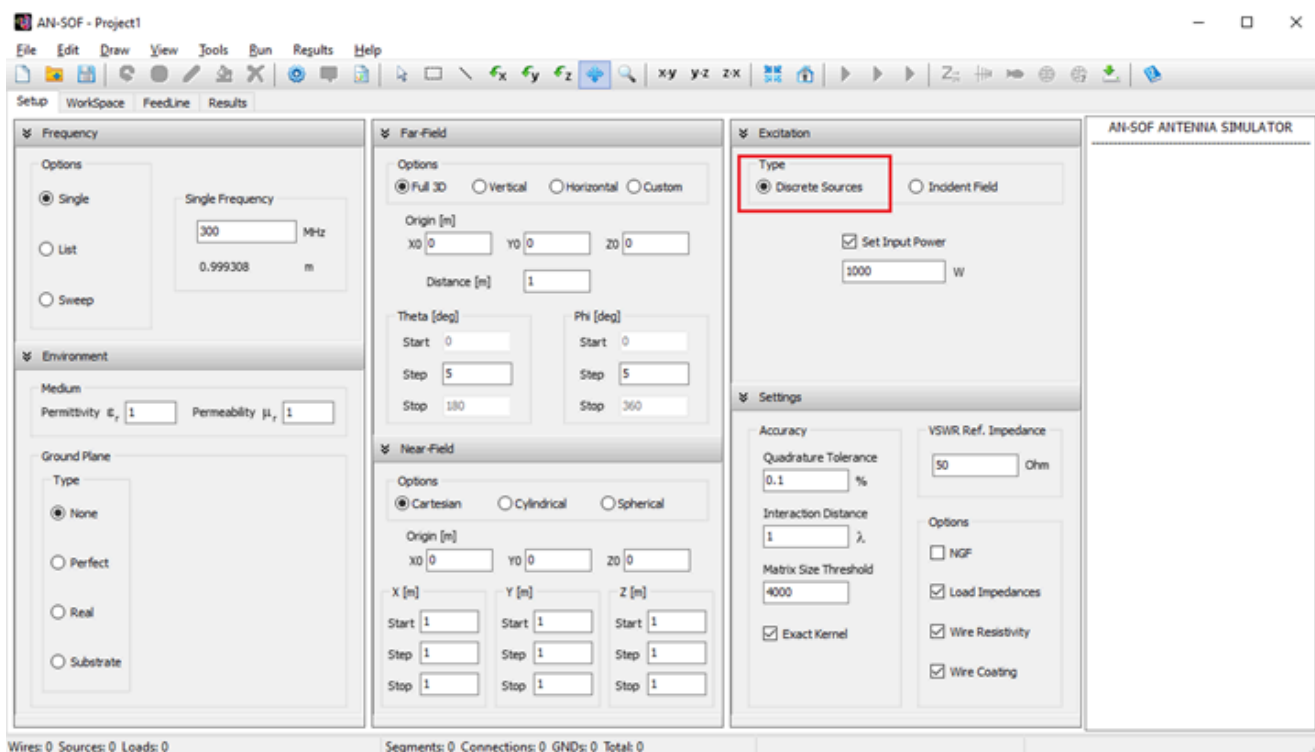 AN-SOF - Project1
File Edit Draw View Tools Run Results Help
x-y y-z z-x
Setup WorkSpace FeedLine Results
Frequency
Options
Single
List
Sweep
Single Frequency
300 MHz
0.999308 m
Environment
Medium
Permittivity εr 1 Permeability μr 1
Ground Plane
Type
None
Perfect
Real
Substrate
Far-Field
Options
Full 3D Vertical Horizontal Custom
Origin [m]
X0 0 Y0 0 Z0 0
Distance [m] 1
Theta [deg]
Start 0
Step 5
Stop 180
Phi [deg]
Start 0
Step 5
Stop 360
Near-Field
Options
Cartesian Cylindrical Spherical
Origin [m]
X0 0 Y0 0 Z0 0
X [m]
Start 1
Step 1
Stop 1
Y [m]
Start 1
Step 1
Stop 1
Z [m]
Start 1
Step 1
Stop 1
Excitation
Type
Discrete Sources Incident Field
Set Input Power
1000 W
Settings
Accuracy
Quadrature Tolerance
0.1 %
Interaction Distance
1 λ
Matrix Size Threshold
4000
Exact Kernel
VSWR Ref. Impedance
50 Ohm
Options
NGF
Load Impedances
Wire Resistivity
Wire Coating
AN-SOF ANTENNA SIMULATOR
Wires: 0 Sources: 0 Loads: 0 Segments: 0 Connections: 0 GNDs: 0 Total: 0